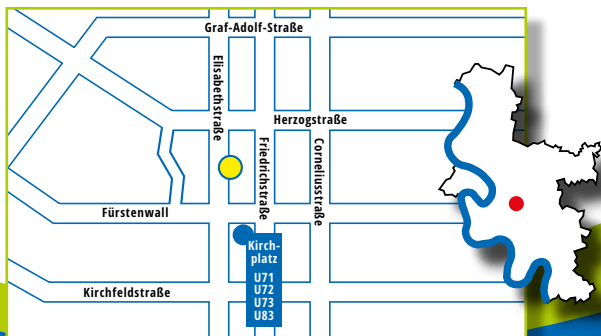 Graf-Adolf-Straße
Elisabethstraße
Herzogstraße
Friedrichstraße
Corneliusstraße
Fürstenwall
Kirch-
platz
U71
U72
U73
U83
Kirchfeldstraße